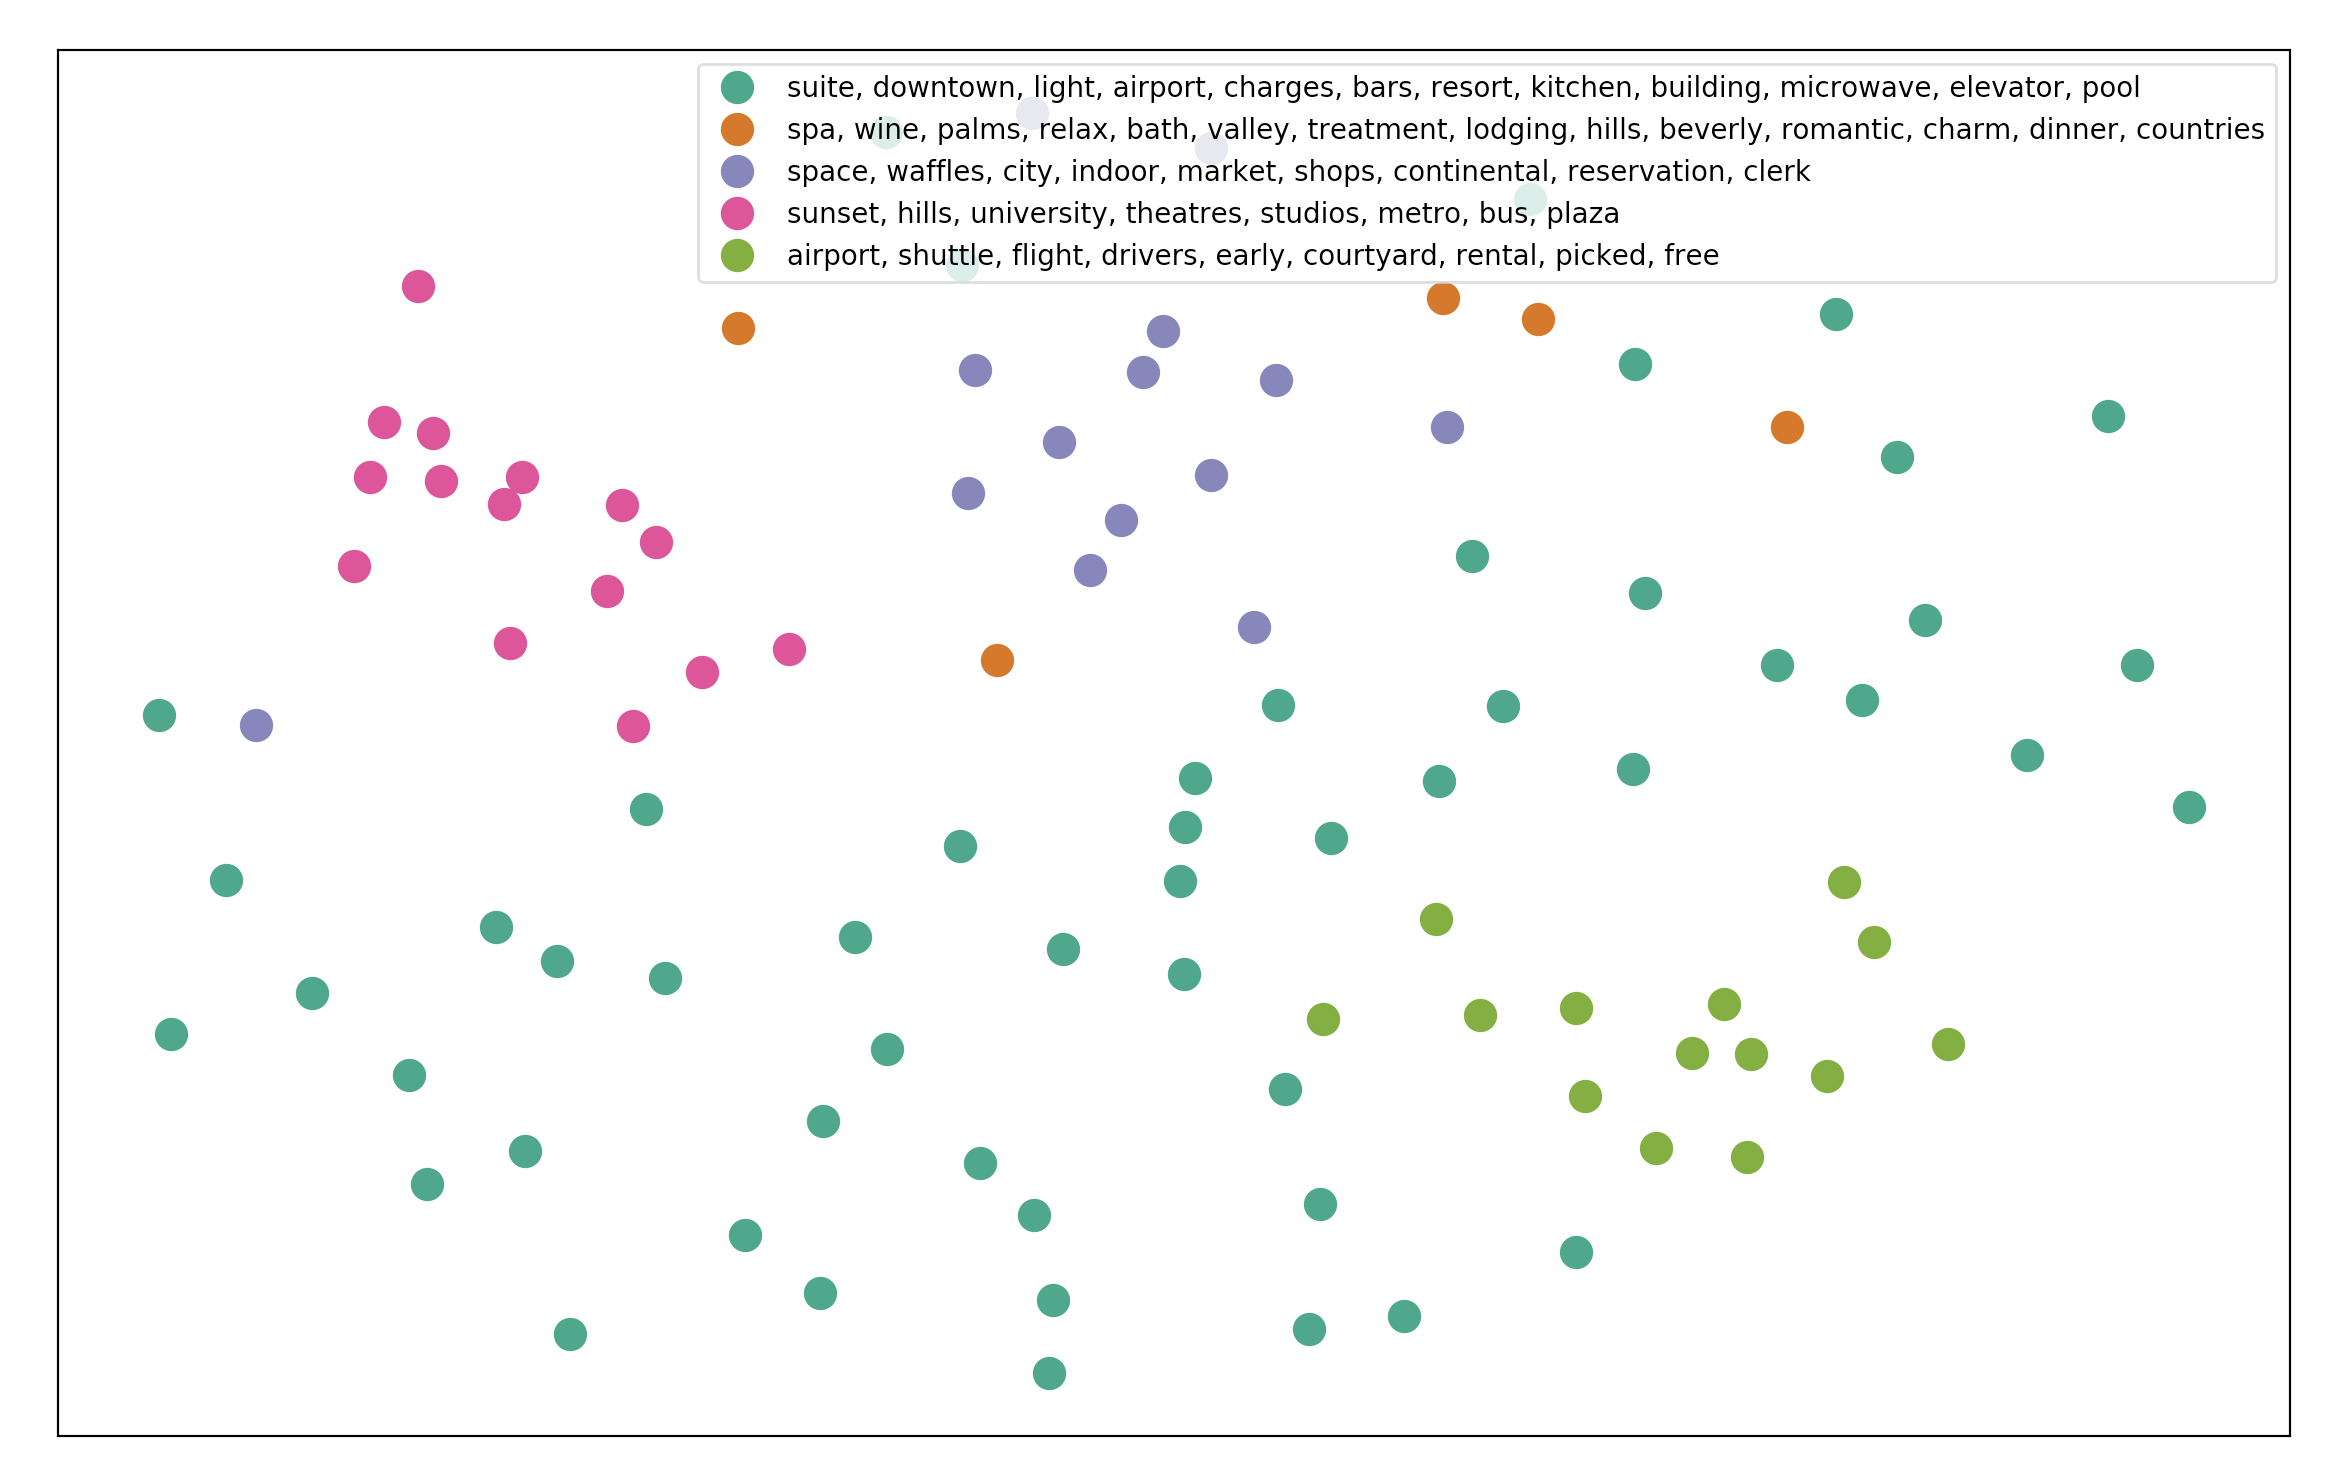 suite, downtown, light, airport, charges, bars, resort, kitchen, building, microwave, elevator, pool
spa, wine, palms, relax, bath, valley, treatment, lodging, hills, beverly, romantic, charm, dinner, countries
space, waffles, city, indoor, market, shops, continental, reservation, clerk
sunset, hills, university, theatres, studios, metro, bus, plaza
airport, shuttle, flight, drivers, early, courtyard, rental, picked, free